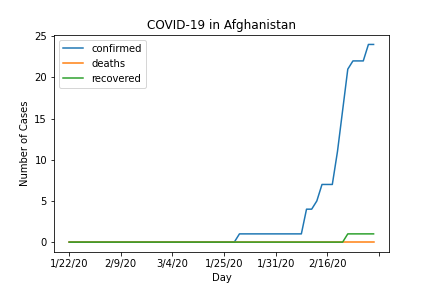 COVID-19 in Afghanistan
confirmed
deaths
recovered
25
20
15
10
5
0
Number of Cases
1/22/20 2/9/20 3/4/20 1/25/20 1/31/20 2/16/20
Day